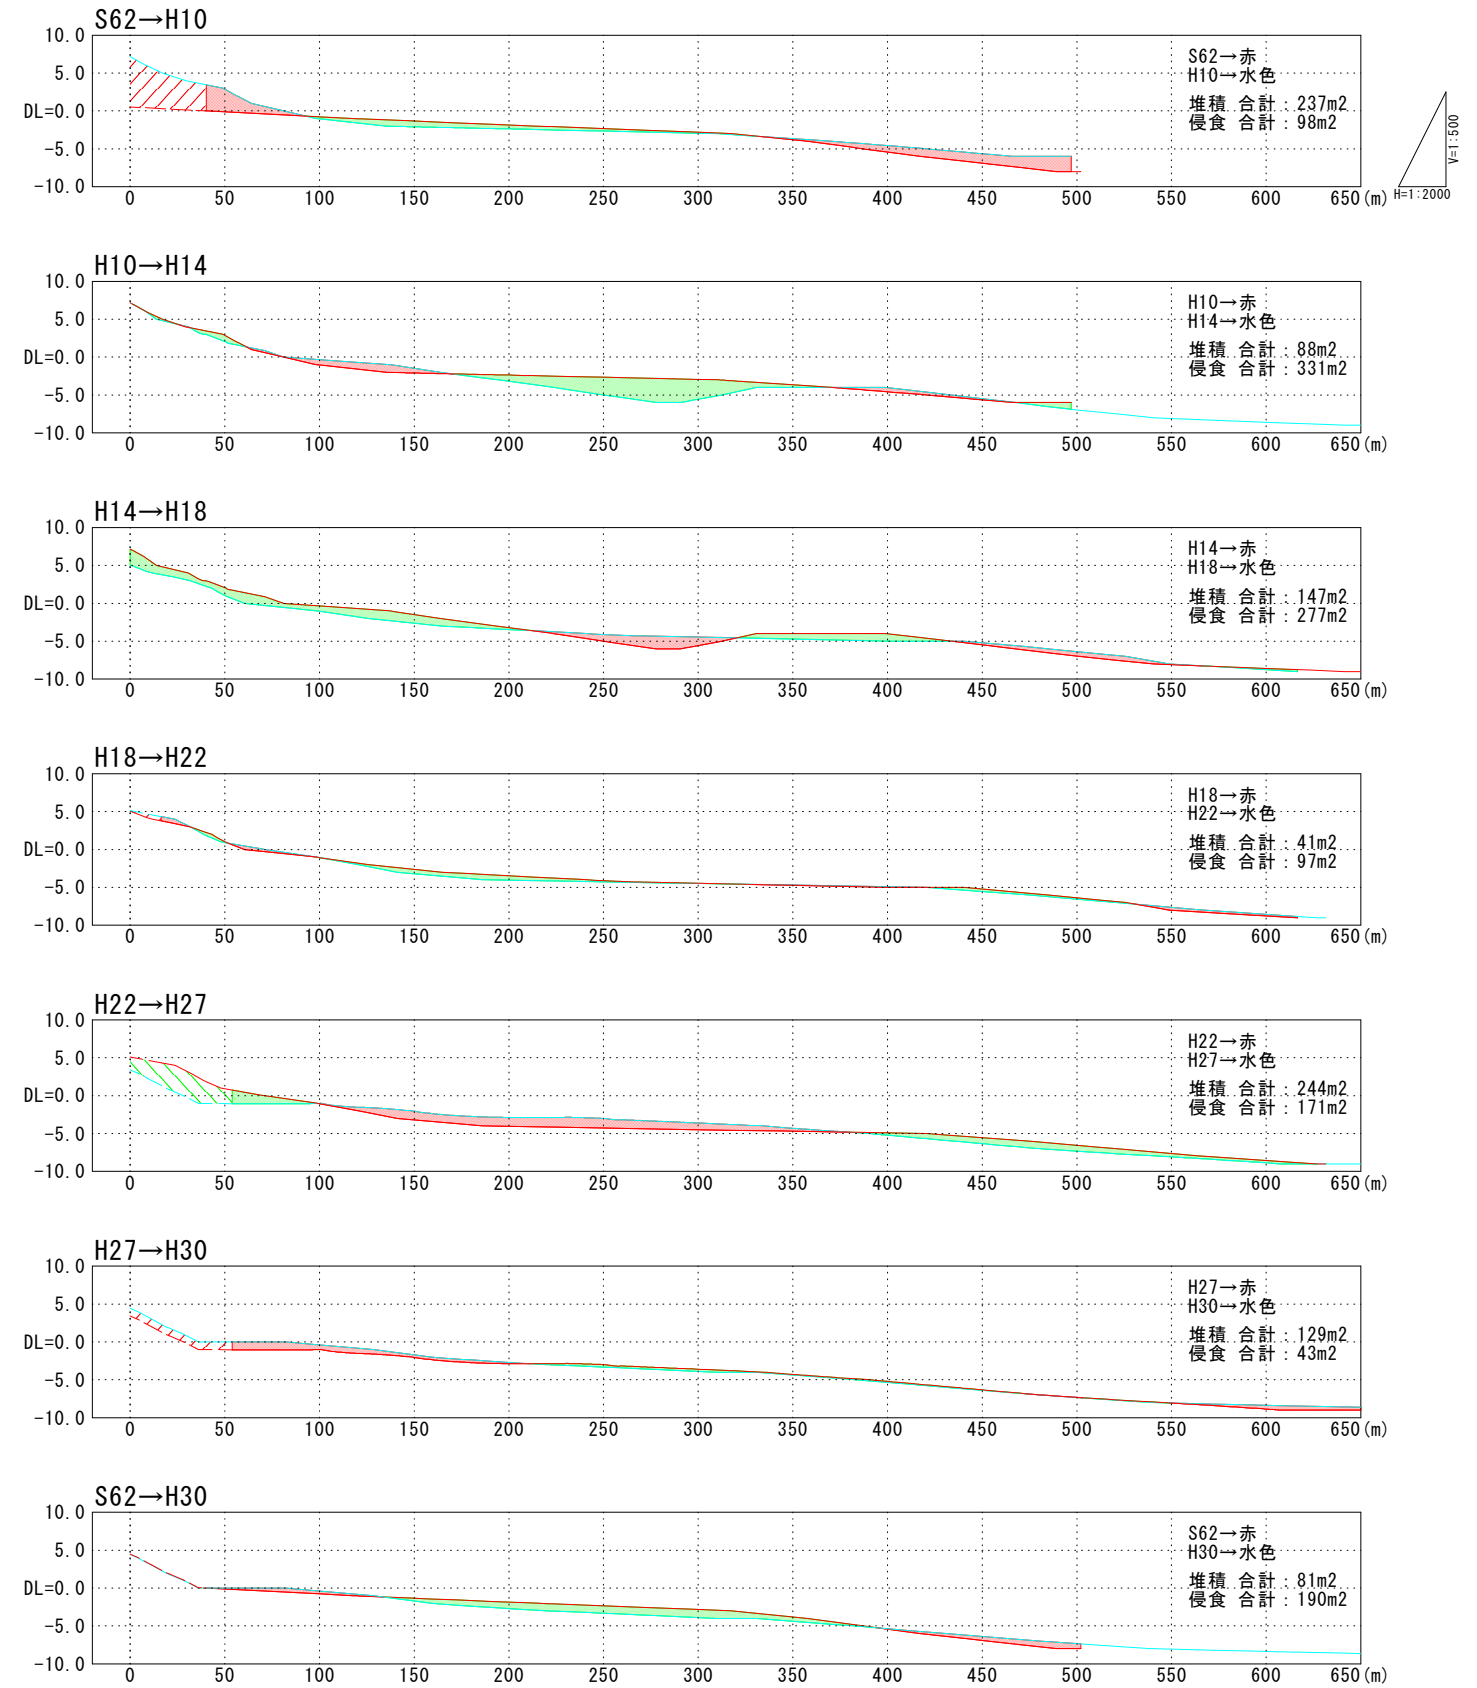 S62→H10
10.0
5.0
DL=0.0
-5.0
-10.0
S62→赤
H10→水色
堆積 合計：237m2
侵食 合計：98m2
0 50 100 150 200 250 300 350 400 450 500 550 600 650(m)
V=1:500
H=1:2000
H10→H14
10.0
5.0
DL=0.0
-5.0
-10.0
H10→赤
H14→水色
堆積 合計：88m2
侵食 合計：331m2
0 50 100 150 200 250 300 350 400 450 500 550 600 650(m)
H14→H18
10.0
5.0
DL=0.0
-5.0
-10.0
H14→赤
H18→水色
堆積 合計：147m2
侵食 合計：277m2
0 50 100 150 200 250 300 350 400 450 500 550 600 650(m)
H18→H22
10.0
5.0
DL=0.0
-5.0
-10.0
H18→赤
H22→水色
堆積 合計：41m2
侵食 合計：97m2
0 50 100 150 200 250 300 350 400 450 500 550 600 650(m)
H22→H27
10.0
5.0
DL=0.0
-5.0
-10.0
H22→赤
H27→水色
堆積 合計：244m2
侵食 合計：171m2
0 50 100 150 200 250 300 350 400 450 500 550 600 650(m)
H27→H30
10.0
5.0
DL=0.0
-5.0
-10.0
H27→赤
H30→水色
堆積 合計：129m2
侵食 合計：43m2
0 50 100 150 200 250 300 350 400 450 500 550 600 650(m)
S62→H30
10.0
5.0
DL=0.0
-5.0
-10.0
S62→赤
H30→水色
堆積 合計：81m2
侵食 合計：190m2
0 50 100 150 200 250 300 350 400 450 500 550 600 650(m)